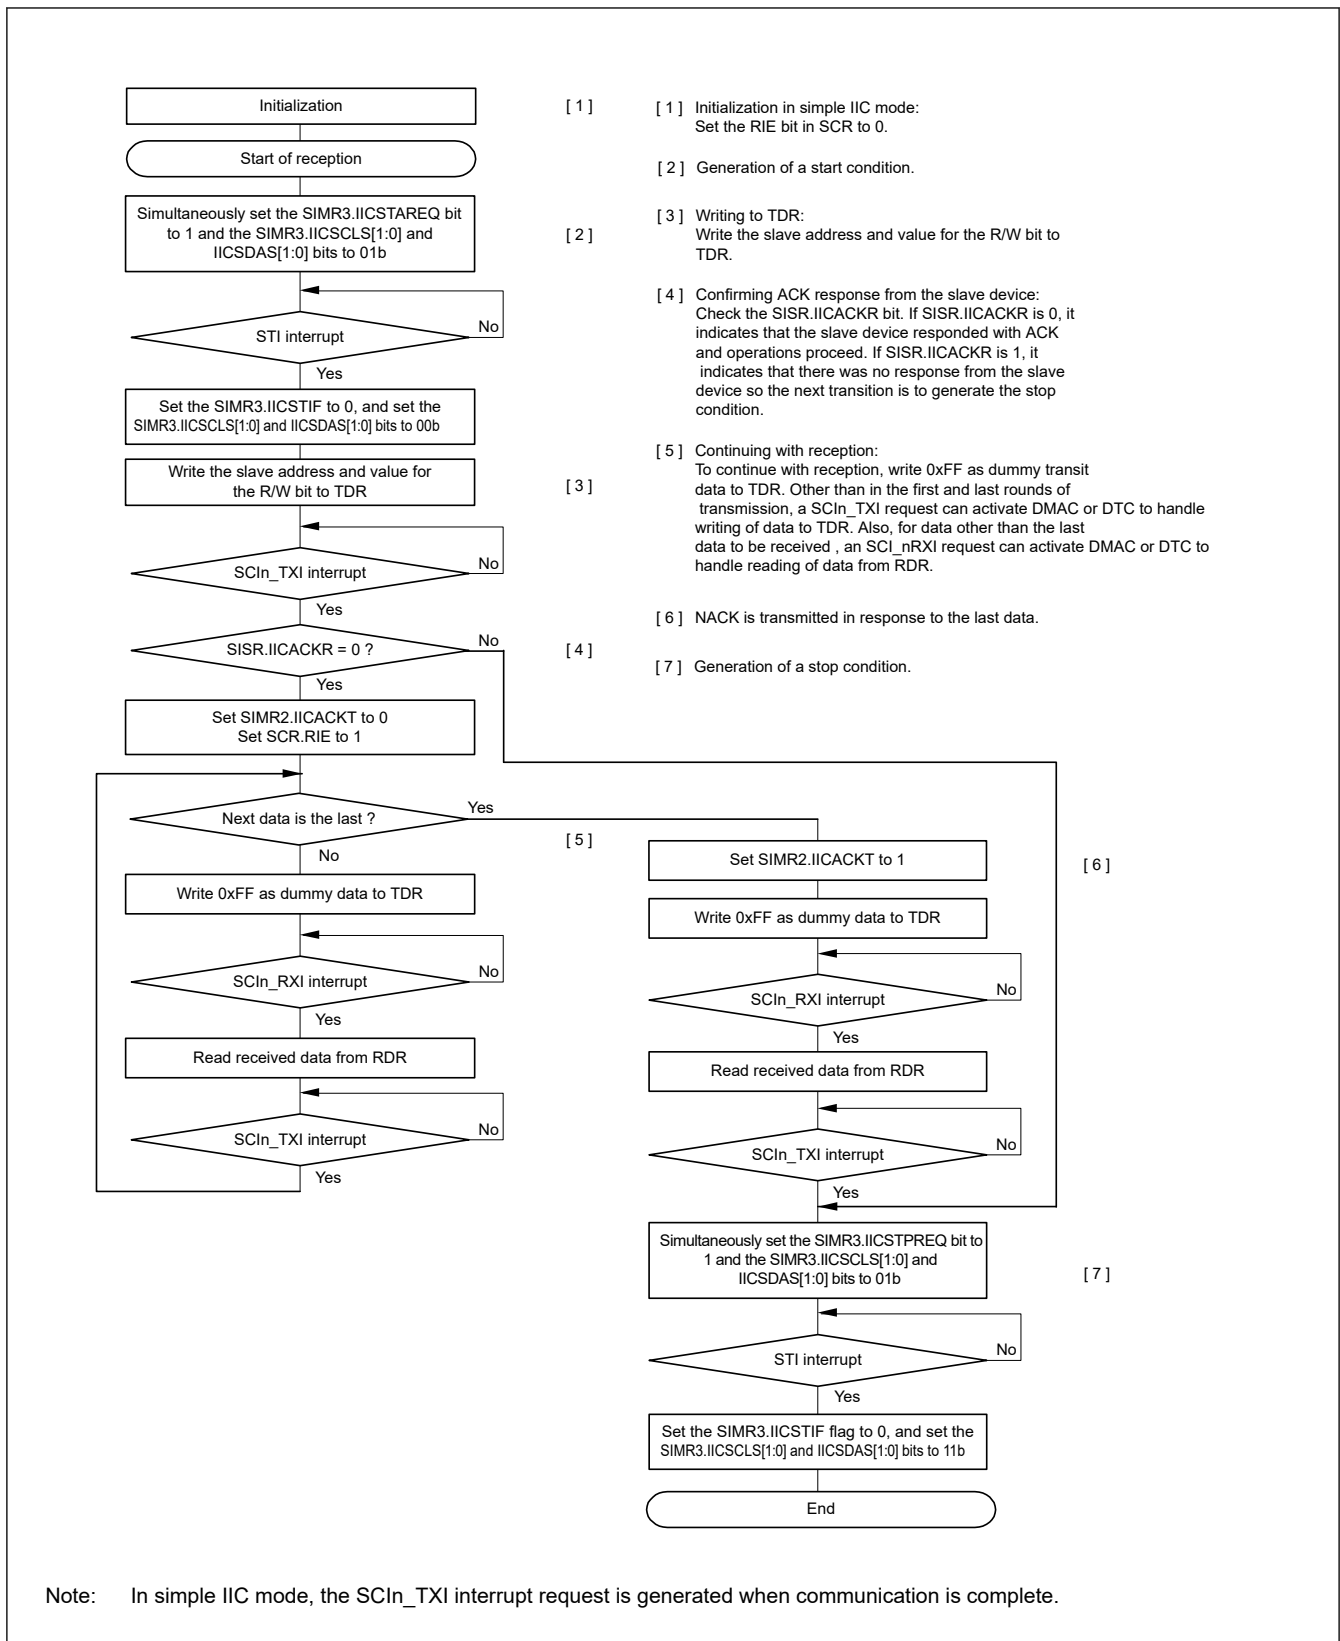 Initialization
[ 1 ]
Start of reception
Simultaneously set the SIMR3.IICSTAREQ bit
to 1 and the SIMR3.IICSCLS[1:0] and
IICSDAS[1:0] bits to 01b
[ 2 ]
STI interrupt
No
Yes
Set the SIMR3.IICSTIF to 0, and set the
SIMR3.IICSCLS[1:0] and IICSDAS[1:0] bits to 00b
Write the slave address and value for
the R/W bit to TDR
[ 3 ]
SCIn_TXI interrupt
No
Yes
SISR.IICACKR = 0 ?
No
[ 4 ]
Yes
Set SIMR2.IICACKT to 0
Set SCR.RIE to 1
Next data is the last ?
Yes
[ 5 ]
No
Write 0xFF as dummy data to TDR
SCIn_RXI interrupt
No
Yes
Read received data from RDR
SCIn_TXI interrupt
No
Yes
[ 1 ] Initialization in simple IIC mode:
Set the RIE bit in SCR to 0.
[ 2 ] Generation of a start condition.
[ 3 ] Writing to TDR:
Write the slave address and value for the R/W bit to
TDR.
[ 4 ] Confirming ACK response from the slave device:
Check the SISR.IICACKR bit. If SISR.IICACKR is 0, it
indicates that the slave device responded with ACK
and operations proceed. If SISR.IICACKR is 1, it
indicates that there was no response from the slave
device so the next transition is to generate the stop
condition.
[ 5 ] Continuing with reception:
To continue with reception, write 0xFF as dummy transit
data to TDR. Other than in the first and last rounds of
transmission, a SCIn_TXI request can activate DMAC or DTC to handle
writing of data to TDR. Also, for data other than the last
data to be received , an SCI_nRXI request can activate DMAC or DTC to
handle reading of data from RDR.
[ 6 ] NACK is transmitted in response to the last data.
[ 7 ] Generation of a stop condition.
Set SIMR2.IICACKT to 1
[ 6 ]
Write 0xFF as dummy data to TDR
SCIn_RXI interrupt
No
Yes
Read received data from RDR
SCIn_TXI interrupt
No
Yes
Simultaneously set the SIMR3.IICSTPREQ bit to
1 and the SIMR3.IICSCLS[1:0] and
IICSDAS[1:0] bits to 01b
[ 7 ]
STI interrupt
No
Yes
Set the SIMR3.IICSTIF flag to 0, and set the
SIMR3.IICSCLS[1:0] and IICSDAS[1:0] bits to 11b
End
Note: In simple IIC mode, the SCIn_TXI interrupt request is generated when communication is complete.